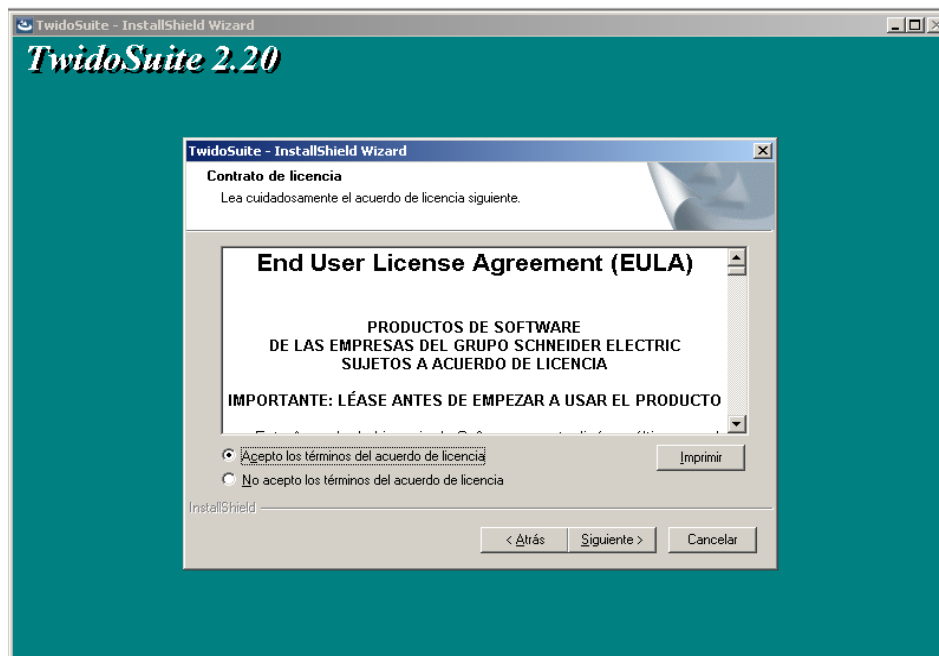 TwidoSuite - InstallShield Wizard
TwidoSuite 2.20
TwidoSuite - InstallShield Wizard
Contrato de licencia
Lea cuidadosamente el acuerdo de licencia siguiente.
End User License Agreement (EULA)
PRODUCTOS DE SOFTWARE
DE LAS EMPRESAS DEL GRUPO SCHNEIDER ELECTRIC
SUJETOS A ACUERDO DE LICENCIA
IMPORTANTE: LÉASE ANTES DE EMPEZAR A USAR EL PRODUCTO
Acepto los términos del acuerdo de licencia
Imprimir
No acepto los términos del acuerdo de licencia
InstallShield
< Atrás Siguiente > Cancelar